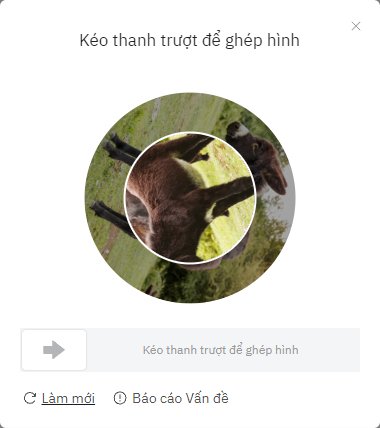 Kéo thanh trượt để ghép hình
Kéo thanh trượt để ghép hình
Làm mới
Báo cáo Vấn đề